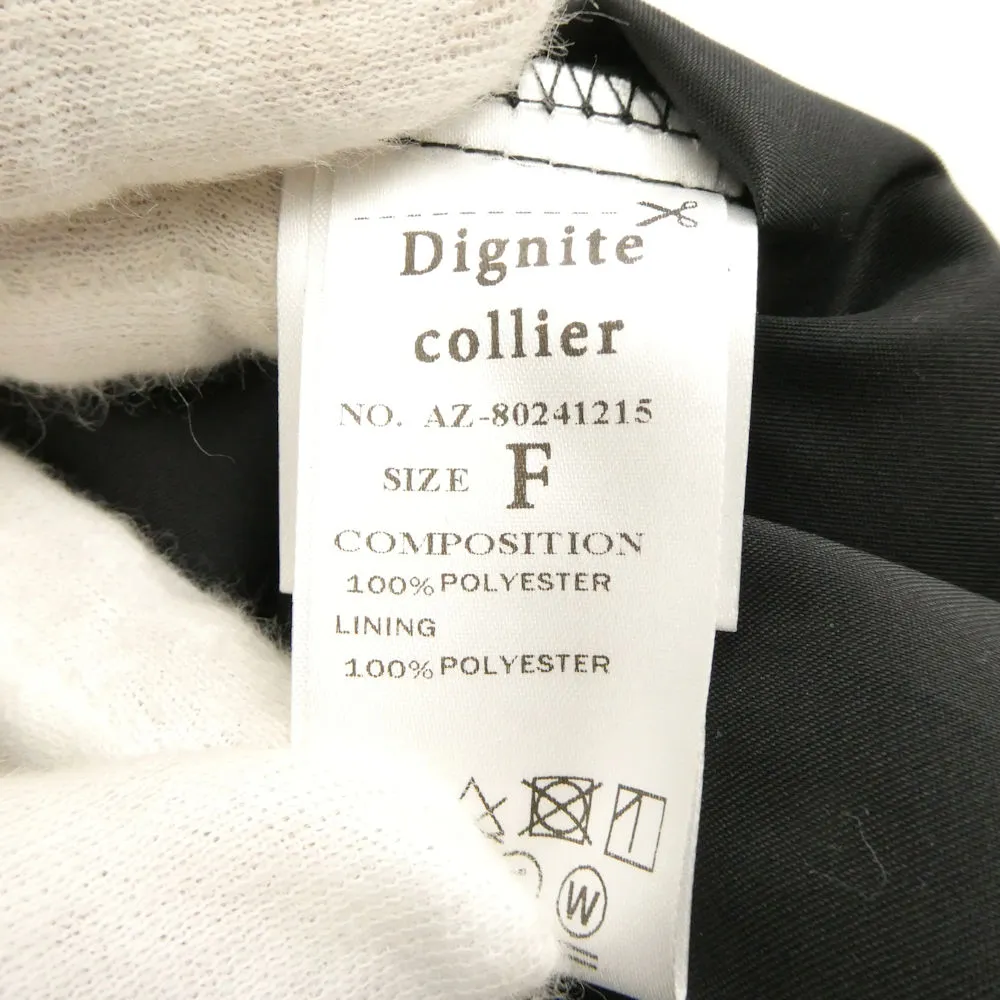 Dignite
collier
NO. AZ-80241215
SIZE F
COMPOSITION
100% POLYESTER
LINING
100% POLYESTER
W